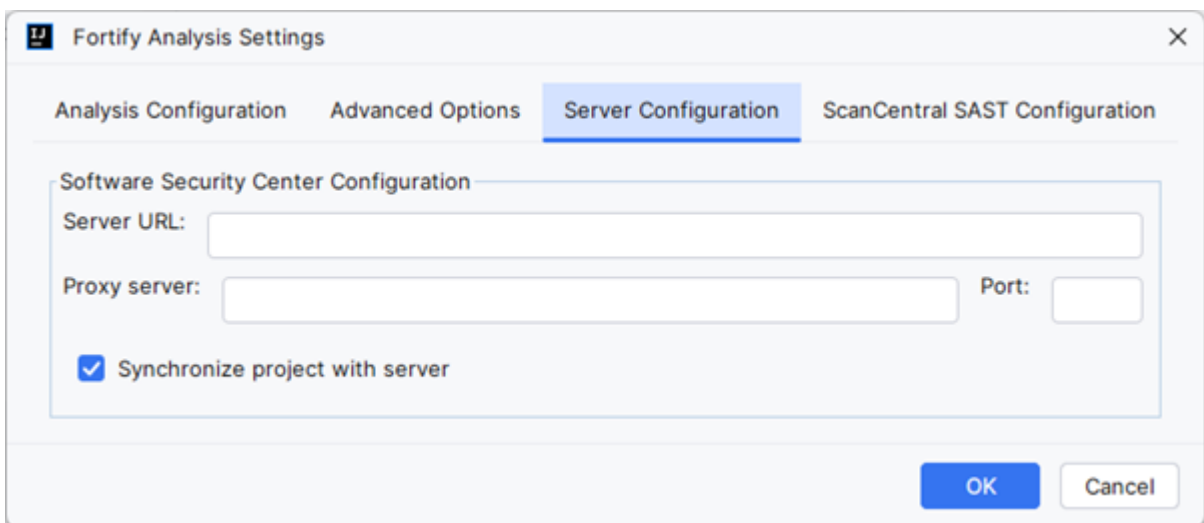 IJ Fortify Analysis Settings
Analysis Configuration Advanced Options Server Configuration ScanCentral SAST Configuration
Software Security Center Configuration
Server URL:
Proxy server: Port:
Synchronize project with server
OK Cancel